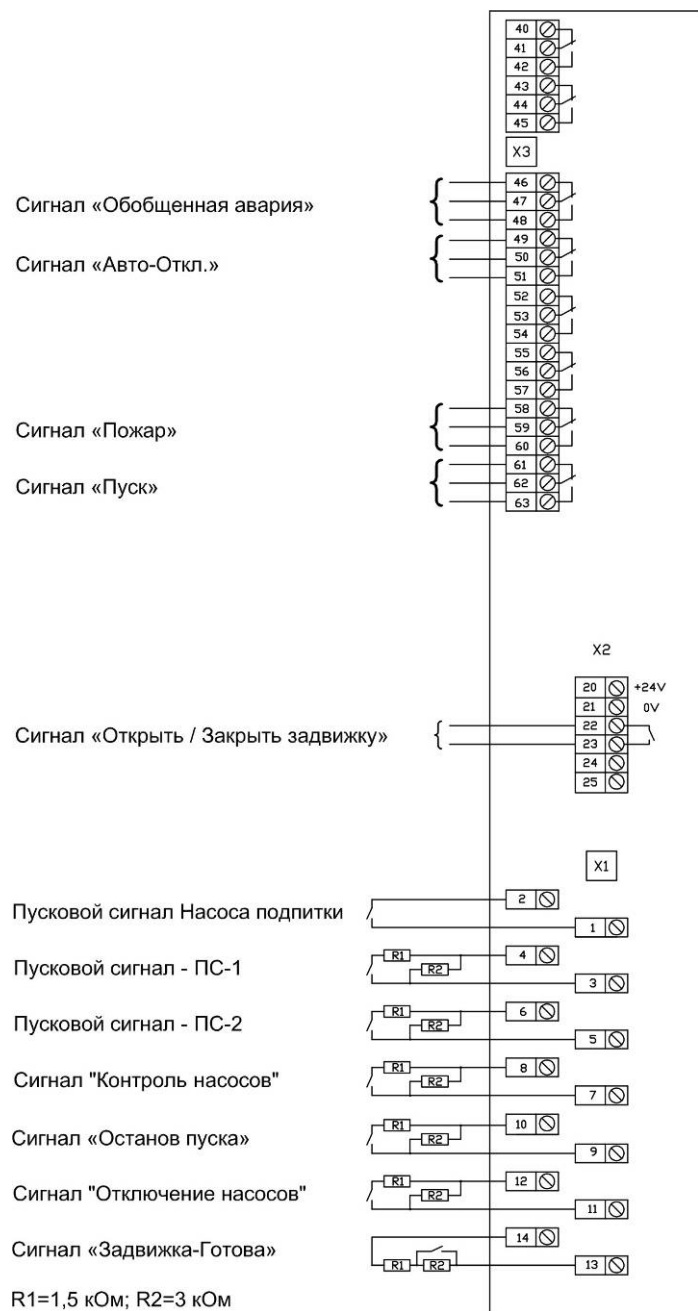 40
41
42
43
44
45
X3
Сигнал «Обобщенная авария»
46
47
48
Сигнал «Авто-Откл.»
49
50
51
52
53
54
55
56
57
Сигнал «Пожар»
58
59
60
Сигнал «Пуск»
61
62
63
X2
20 +24V
21 0V
Сигнал «Открыть / Закрыть задвижку»
22
23
24
25
X1
Пусковой сигнал Насоса подпитки
2
1
Пусковой сигнал - ПС-1
R1 4
R2
3
Пусковой сигнал - ПС-2
R1 6
R2
5
Сигнал "Контроль насосов"
R1 8
R2
7
Сигнал «Останов пуска»
R1 10
R2
9
Сигнал "Отключение насосов"
R1 12
R2
11
Сигнал «Задвижка-Готова»
14
R1 R2 13
R1=1,5 кОм; R2=3 кОм